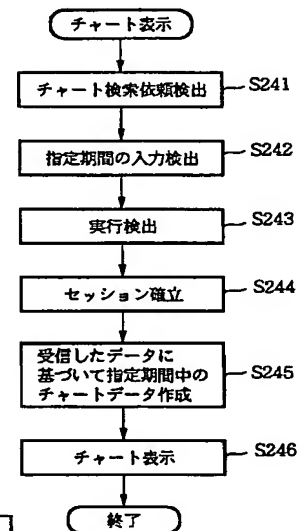 チャート表示
チャート検索依頼検出
S241
指定期間の入力検出
S242
実行検出
S243
セッション確立
S244
受信したデータに
基づいて指定期間中の
チャートデータ作成
S245
チャート表示
S246
終了